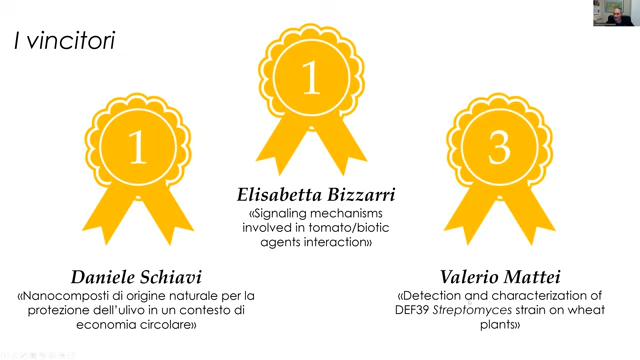 I vincitori
1
Elisabetta Bizzarri
«Signaling mechanisms
involved in tomato/biotic
agents interaction»
1
Daniele Schiavi
«Nanocomposti di origine naturale per la
protezione dell’ulivo in un contesto di
economia circolare»
3
Valerio Mattei
«Detection and characterization of
DEF39 Streptomyces strain on wheat
plants»